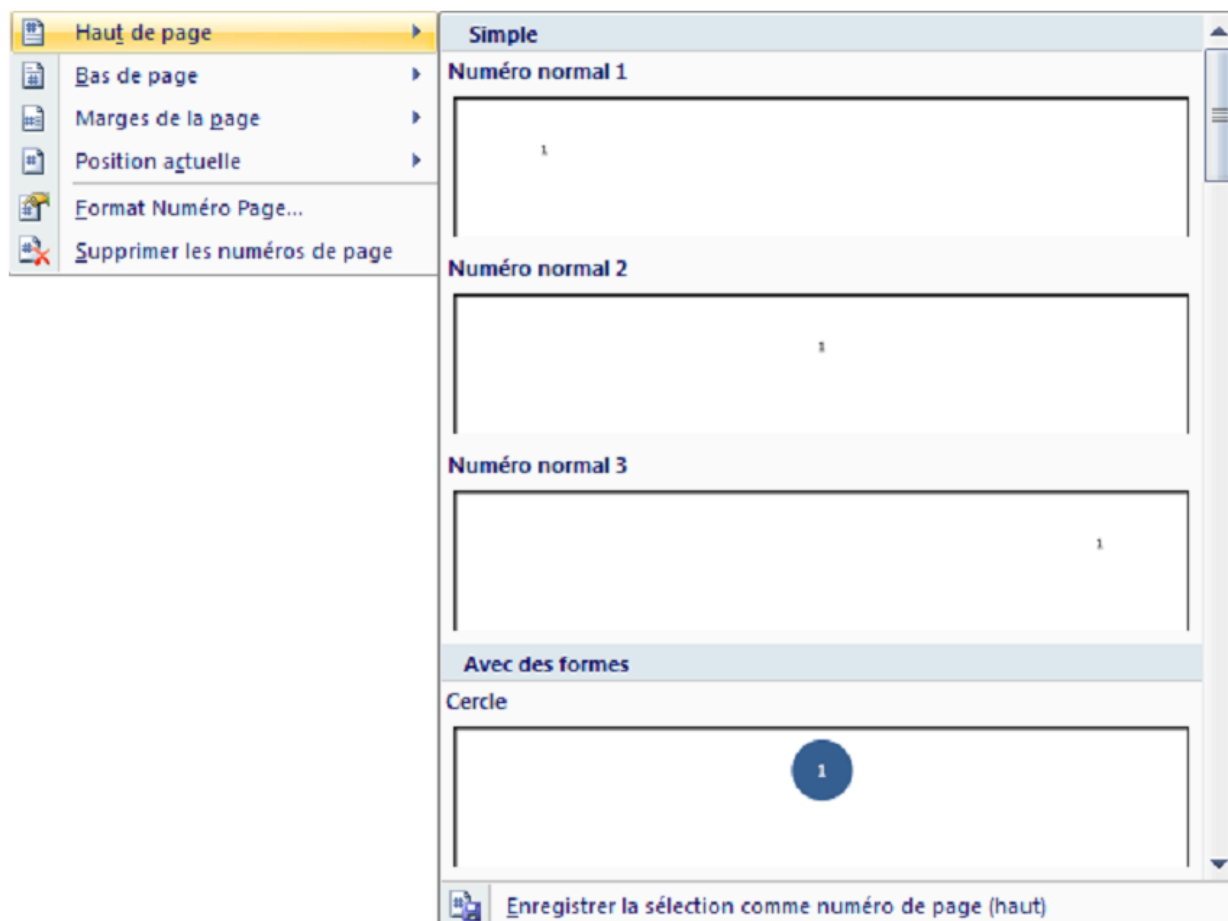 Haut de page
Bas de page
Marges de la page
Position actuelle
Format Numéro Page...
Supprimer les numéros de page
Simple
Numéro normal 1
1
Numéro normal 2
1
Numéro normal 3
1
Avec des formes
Cercle
1
Enregistrer la sélection comme numéro de page (haut)